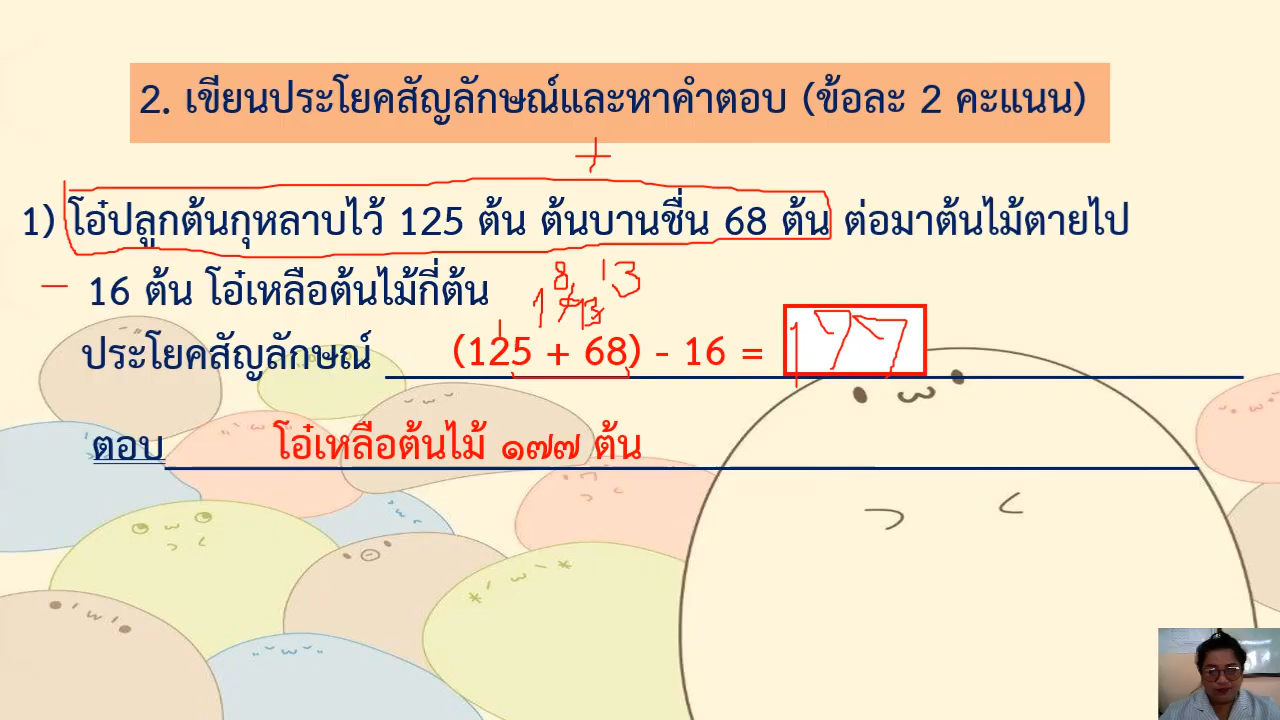 2. เขียนประโยคสัญลักษณ์และหาคำตอบ (ข้อละ 2 คะแนน)
+
1) โอ๋ปลูกต้นกุหลาบไว้ 125 ต้น ต้นบานชื่น 68 ต้น ต่อมาต้นไม้ตายไป
- 16 ต้น โอ๋เหลือต้นไม้กี่ต้น
8 13
1
ประโยคสัญลักษณ์ (125 + 68) - 16 = 177
ตอบ โอ๋เหลือต้นไม้ ๑๗๗ ต้น